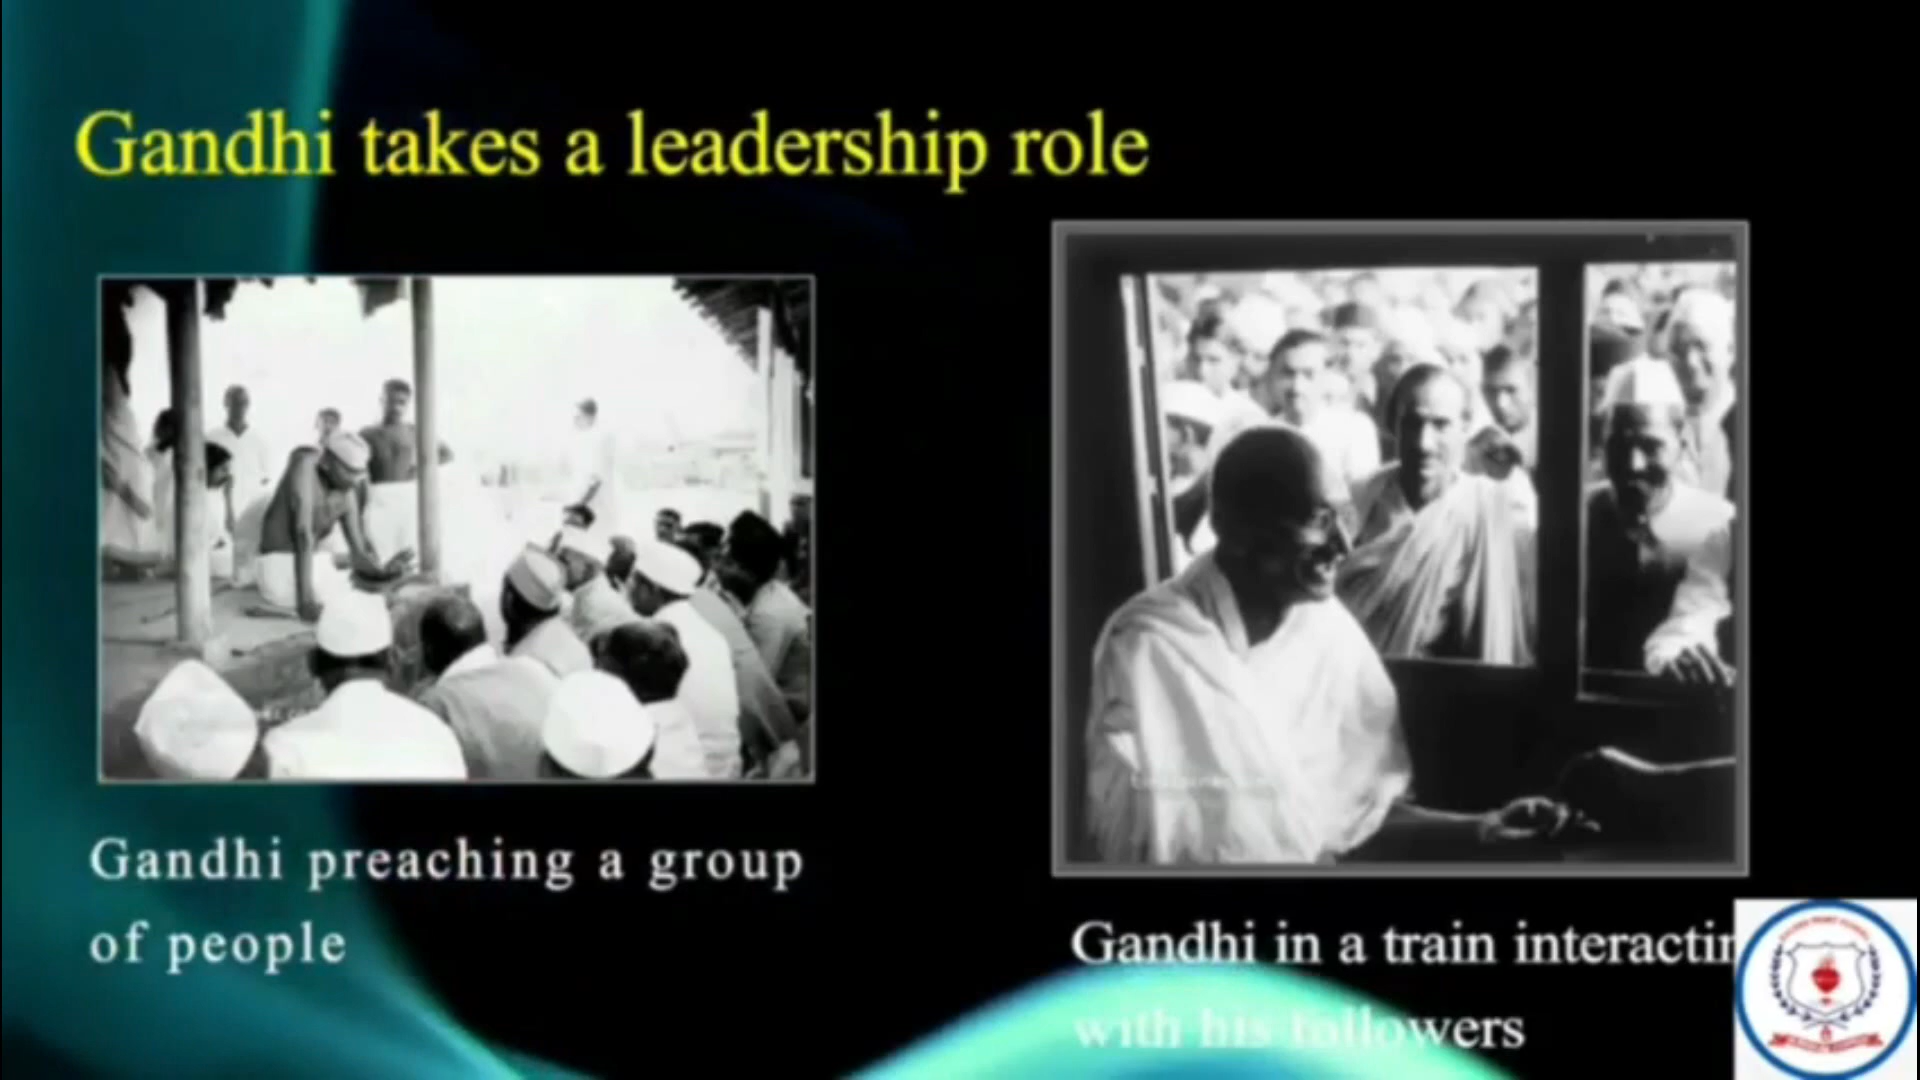 Gandhi takes a leadership role
Gandhi preaching a group
of people
Gandhi in a train interactin
with his followers